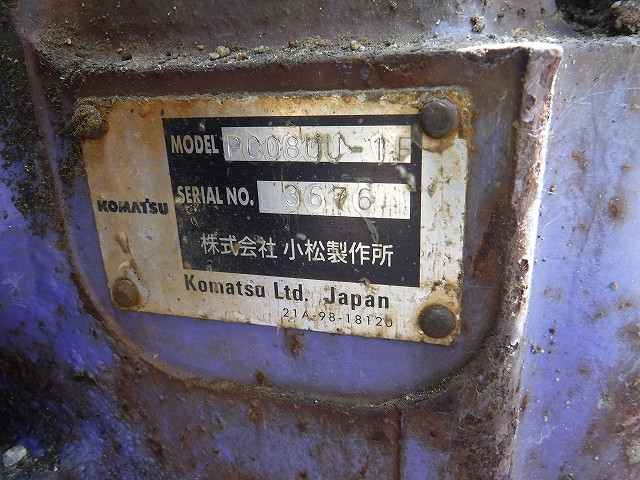 MODEL PC08UU-1E
SERIAL NO. 3676
KOMATSU
株式会社 小松製作所
Komatsu Ltd. Japan
21A-98-18120